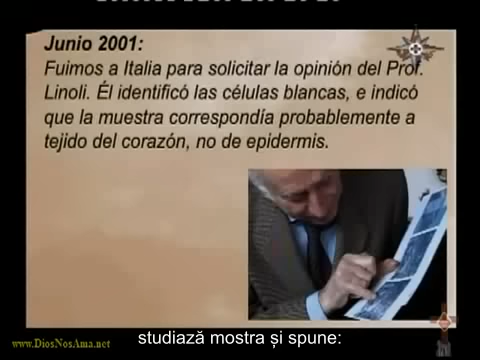 Junio 2001:
Fuimos a Italia para solicitar la opinión del Prof.
Linoli. Él identificó las células blancas, e indicó
que la muestra correspondía probablemente a
tejido del corazón, no de epidermis.
studiază mostra și spune:
www.DiosNosAma.net